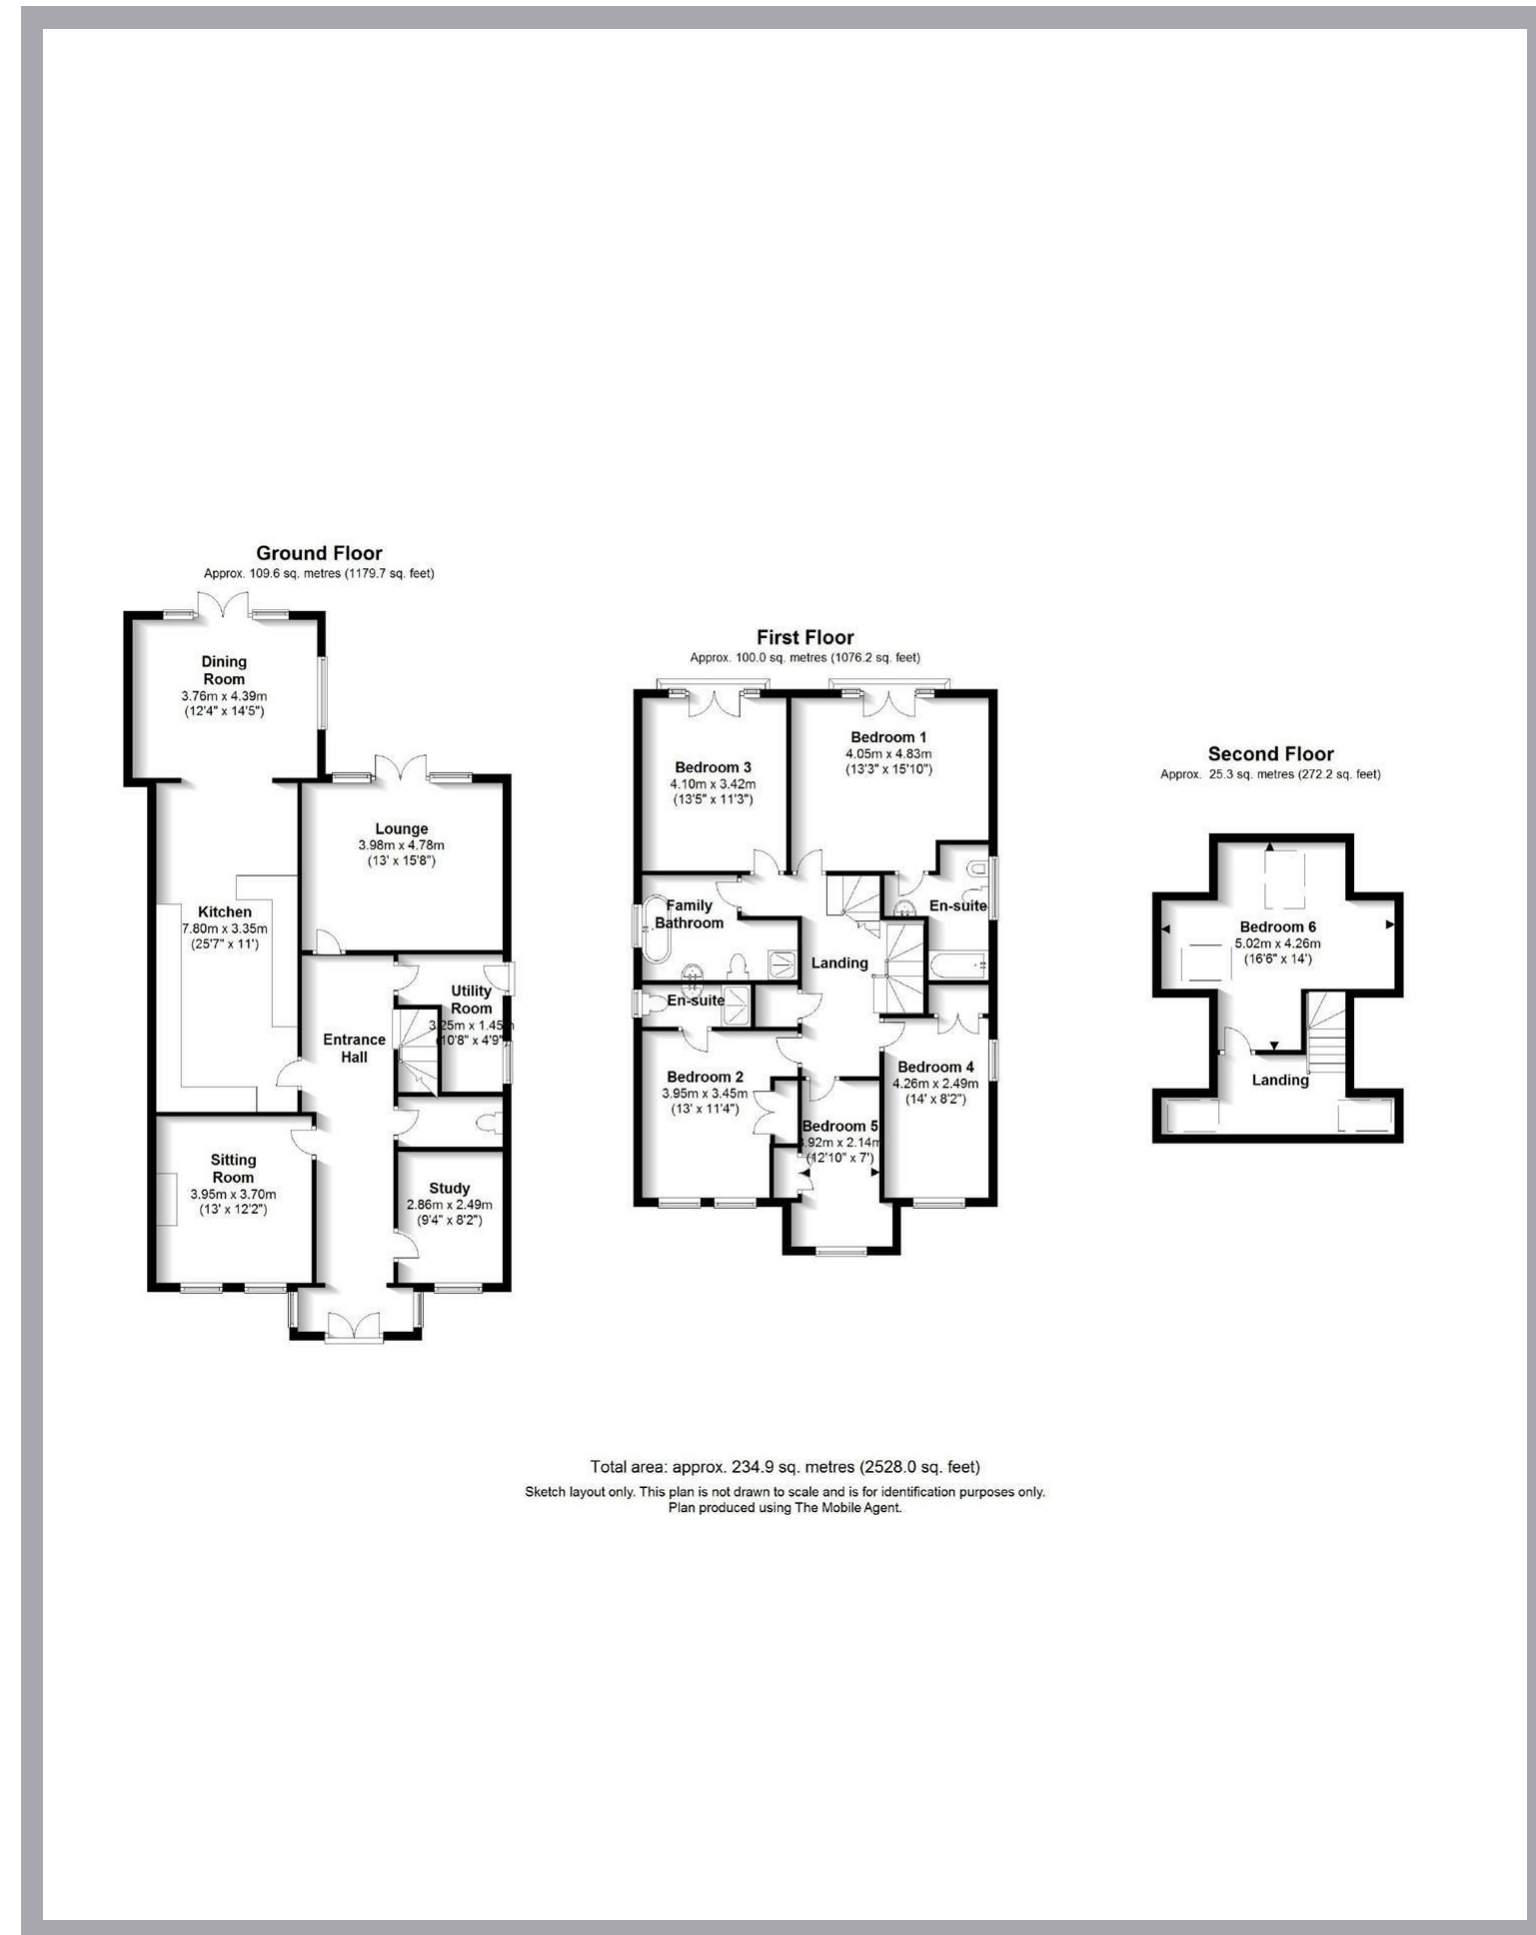 Ground Floor
Approx. 109.6 sq. metres (1179.7 sq. feet)
Dining
Room
3.76m x 4.39m
(12'4" x 14'5")
Lounge
3.98m x 4.78m
(13' x 15'8")
Kitchen
7.80m x 3.35m
(25'7" x 11')
Utility
Room
3.25m x 1.45m
(10'8" x 4'9")
Entrance
Hall
Sitting
Room
3.95m x 3.70m
(13' x 12'2")
Study
2.86m x 2.49m
(9'4" x 8'2")
First Floor
Approx. 100.0 sq. metres (1076.2 sq. feet)
Bedroom 1
4.05m x 4.83m
(13'3" x 15'10")
Bedroom 3
4.10m x 3.42m
(13'5" x 11'3")
Family
Bathroom
En-suite
Landing
En-suite
Bedroom 2
3.95m x 3.45m
(13' x 11'4")
Bedroom 4
4.26m x 2.49m
(14' x 8'2")
Bedroom 5
.92m x 2.14m
(12'10" x 7')
Second Floor
Approx. 25.3 sq. metres (272.2 sq. feet)
Bedroom 6
5.02m x 4.26m
(16'6" x 14')
Landing
Total area: approx. 234.9 sq. metres (2528.0 sq. feet)
Sketch layout only. This plan is not drawn to scale and is for identification purposes only.
Plan produced using The Mobile Agent.